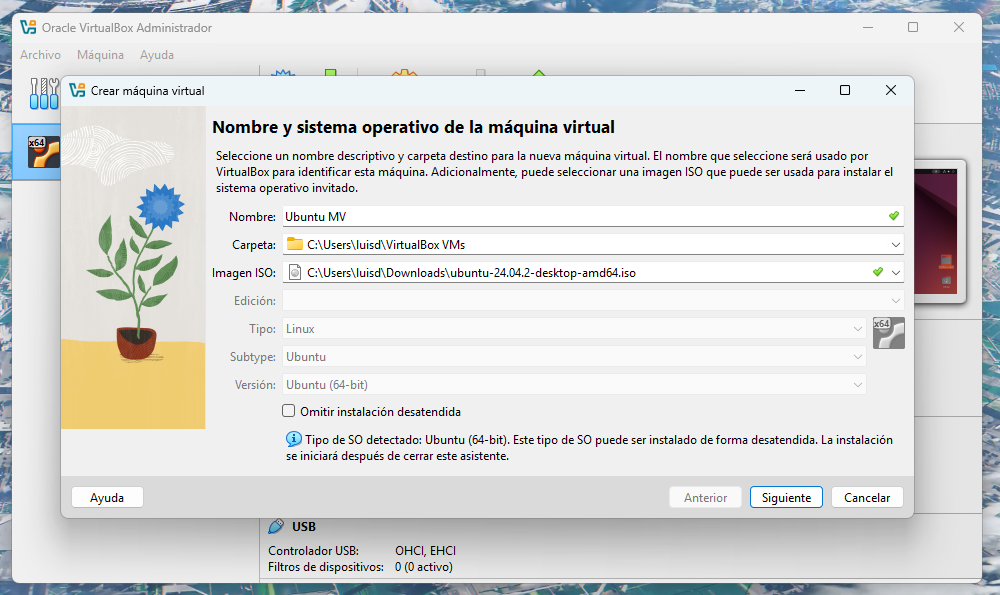 Oracle VirtualBox Administrador
Archivo Máquina Ayuda
Crear máquina virtual
x64
Nombre y sistema operativo de la máquina virtual
Seleccione un nombre descriptivo y carpeta destino para la nueva máquina virtual. El nombre que seleccione será usado por
VirtualBox para identificar esta máquina. Adicionalmente, puede seleccionar una imagen ISO que puede ser usada para instalar el
sistema operativo invitado.
Nombre: Ubuntu MV
Carpeta: C:\Users\luisd\VirtualBox VMs
Imagen ISO: C:\Users\luisd\Downloads\ubuntu-24.04.2-desktop-amd64.iso
Edición:
Tipo: Linux
x64
Subtype: Ubuntu
Versión: Ubuntu (64-bit)
Omitir instalación desatendida
Tipo de SO detectado: Ubuntu (64-bit). Este tipo de SO puede ser instalado de forma desatendida. La instalación
se iniciará después de cerrar este asistente.
Ayuda Anterior Siguiente Cancelar
USB
Controlador USB: OHCI, EHCI
Filtros de dispositivos: 0 (0 activo)